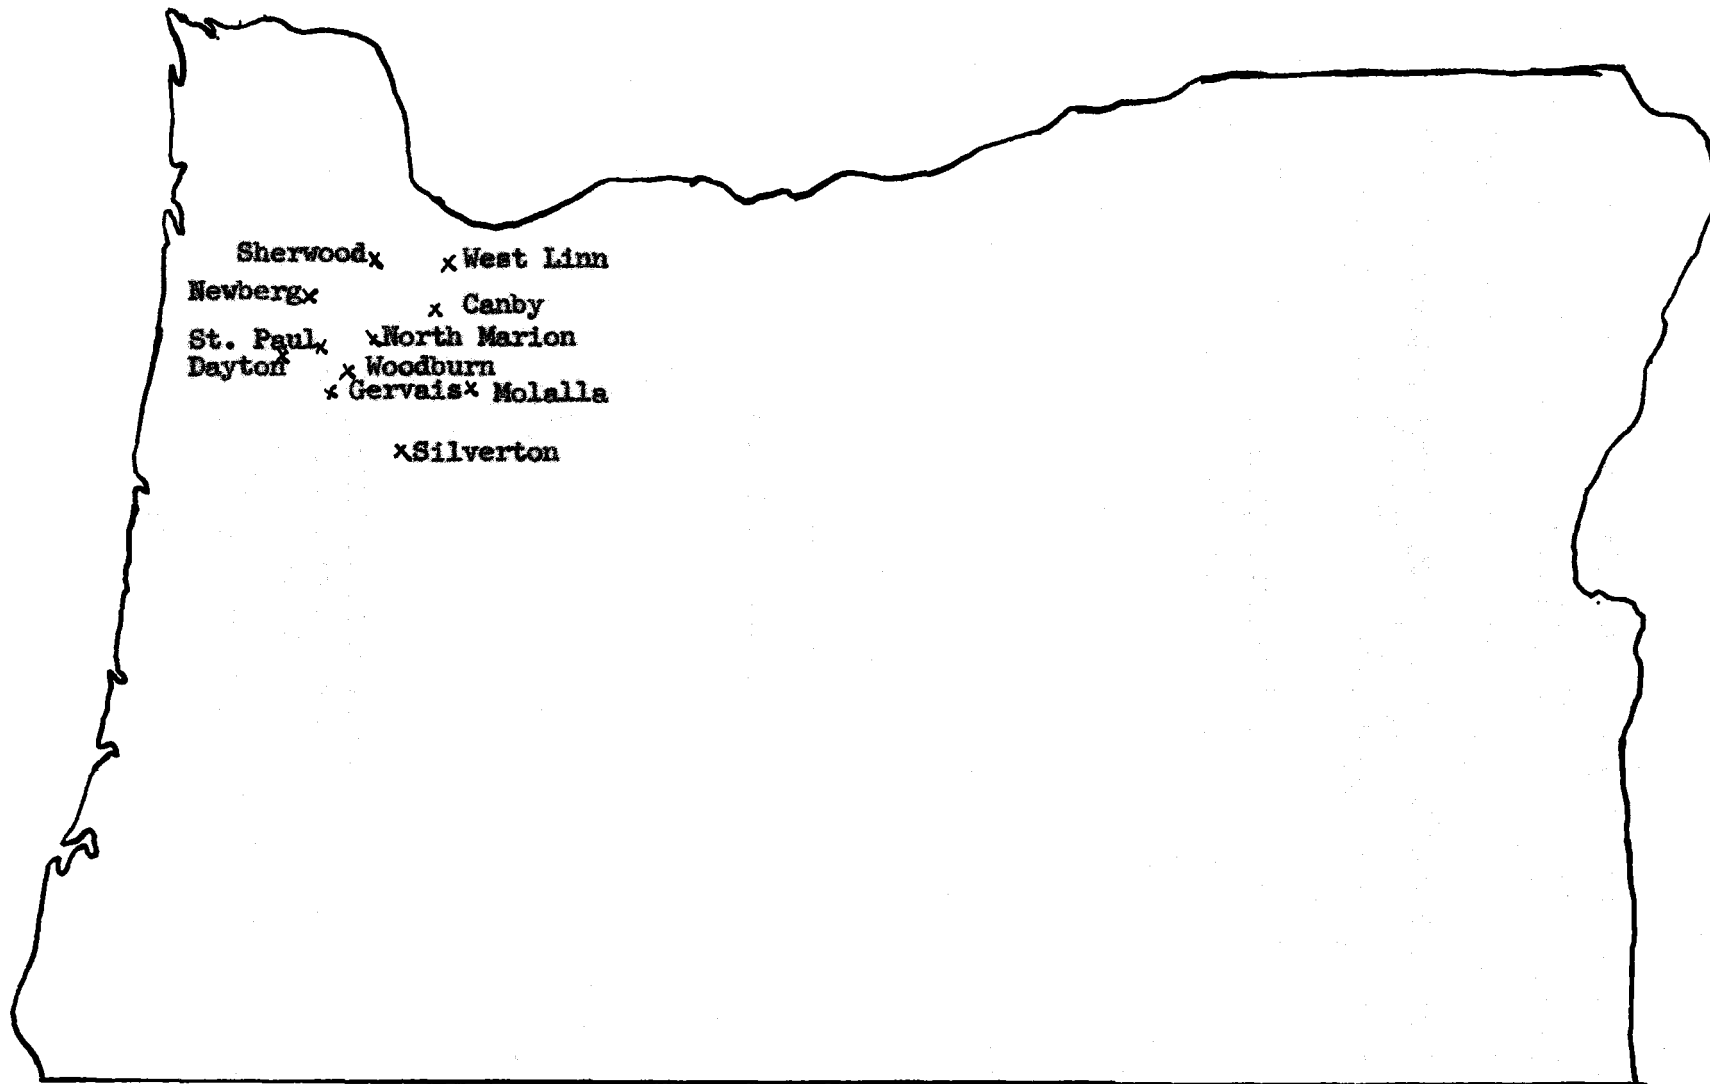 Sherwood x x West Linn
Newberg x
x Canby
St. Paul x x North Marion
Dayton x x Woodburn
x Gervais x Molalla
x Silverton